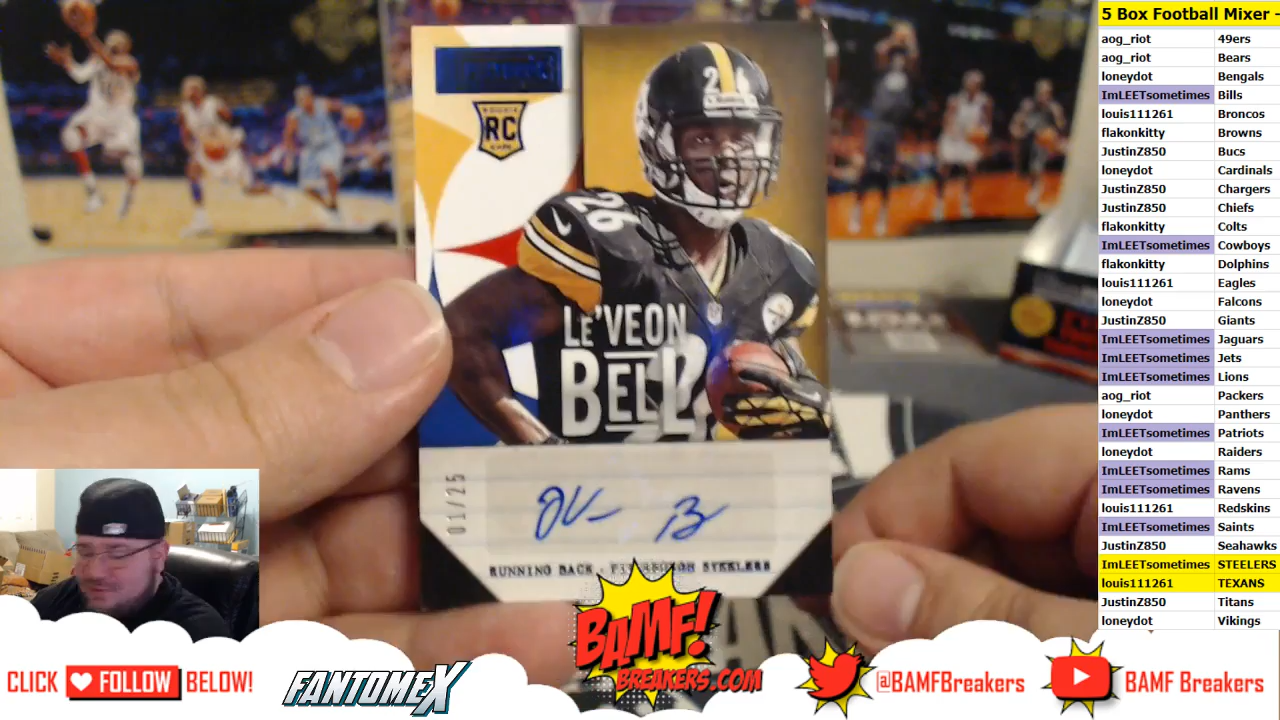 5 Box Football Mixer -
aog_riot 49ers
aog_riot Bears
loneydot Bengals
ImLEETsometimes Bills
louis111261 Broncos
flakonkitty Browns
JustinZ850 Bucs
loneydot Cardinals
JustinZ850 Chargers
JustinZ850 Chiefs
flakonkitty Colts
ImLEETsometimes Cowboys
flakonkitty Dolphins
louis111261 Eagles
loneydot Falcons
JustinZ850 Giants
ImLEETsometimes Jaguars
ImLEETsometimes Jets
ImLEETsometimes Lions
aog_riot Packers
loneydot Panthers
ImLEETsometimes Patriots
loneydot Raiders
ImLEETsometimes Rams
ImLEETsometimes Ravens
louis111261 Redskins
ImLEETsometimes Saints
JustinZ850 Seahawks
ImLEETsometimes STEELERS
louis111261 TEXANS
JustinZ850 Titans
loneydot Vikings
RC
26
26
LE'VEON
BELL
01/25
RUNNING BACK - PITTSBURGH STEELERS
CLICK FOLLOW BELOW!
FANTOMEX
BAMF!
BREAKERS.COM
@BAMFBreakers
BAMF Breakers